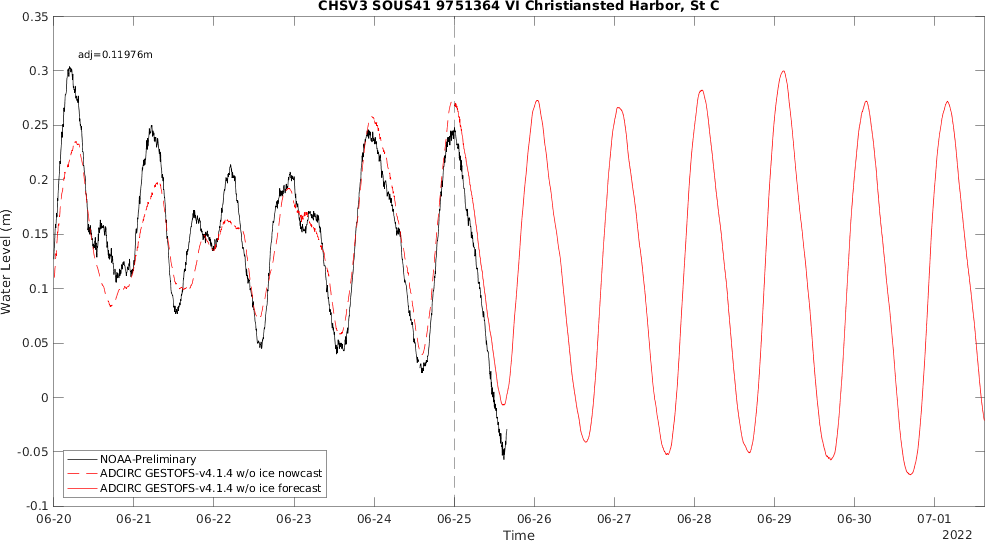 CHSV3 SOUS41 9751364 VI Christiansted Harbor, St C
adj=0.11976m
0.35
0.3
0.25
0.2
0.15
0.1
0.05
0
-0.05
-0.1
Water Level (m)
NOAA-Preliminary
ADCIRC GESTOFS-v4.1.4 w/o ice nowcast
ADCIRC GESTOFS-v4.1.4 w/o ice forecast
06-20 06-21 06-22 06-23 06-24 06-25 06-26 06-27 06-28 06-29 06-30 07-01
Time
2022